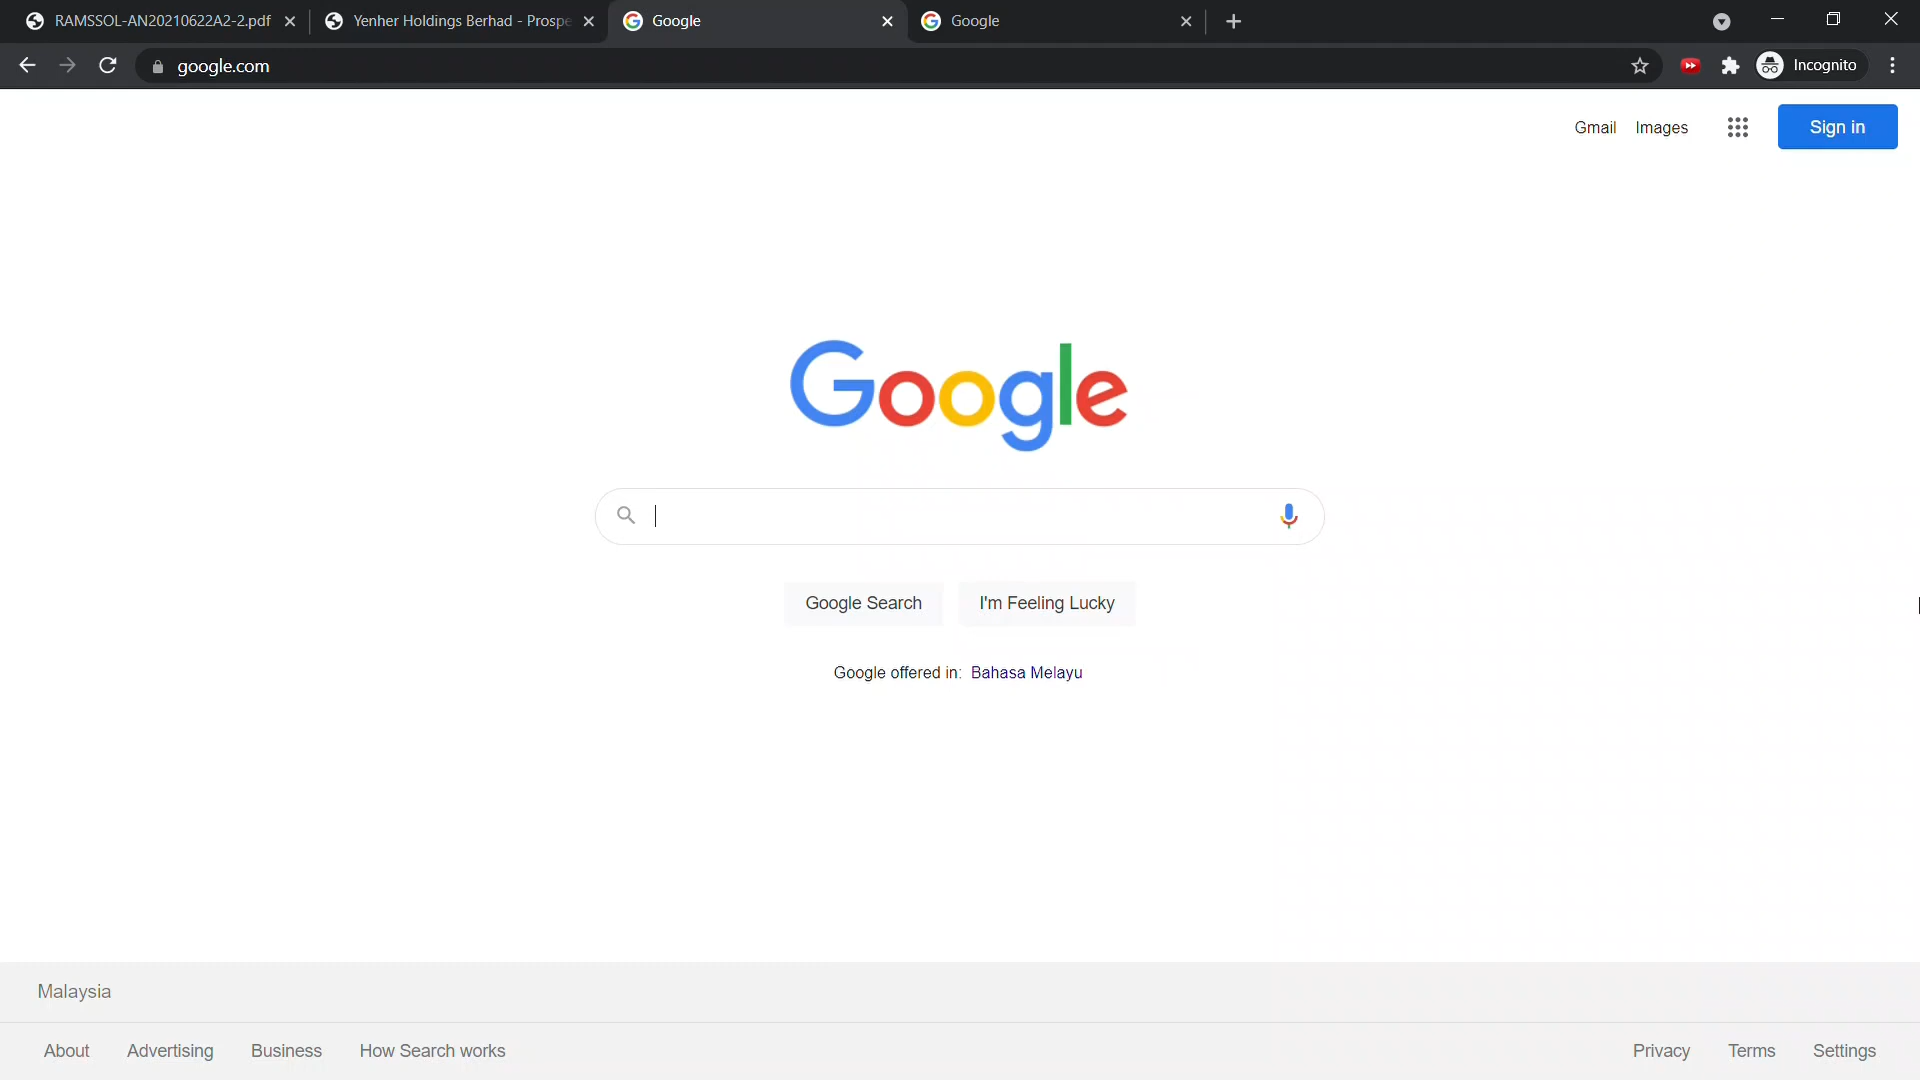 RAMSSOL-AN20210622A2-2.pdf
Yenher Holdings Berhad - Prospe
Google
Google
google.com
Incognito
Gmail
Images
Sign in
Google
Google Search
I'm Feeling Lucky
Google offered in: Bahasa Melayu
Malaysia
About
Advertising
Business
How Search works
Privacy
Terms
Settings